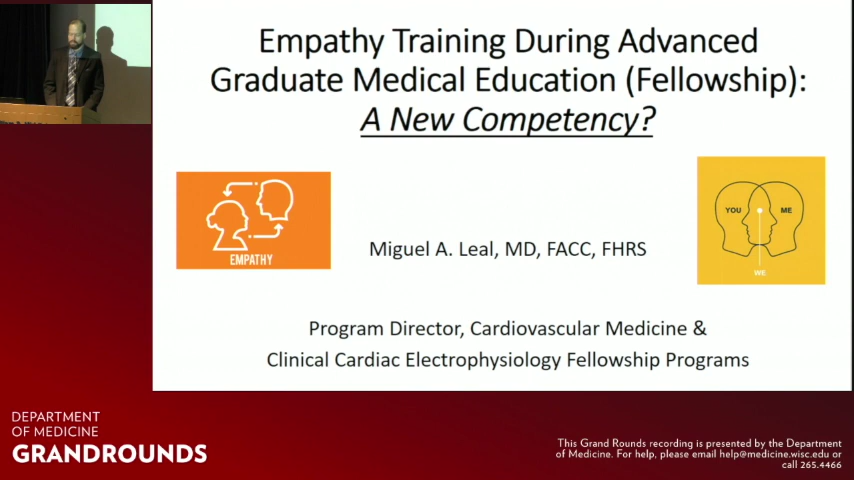 Empathy Training During Advanced
Graduate Medical Education (Fellowship):
A New Competency?
EMPATHY
YOU
ME
WE
Miguel A. Leal, MD, FACC, FHRS
Program Director, Cardiovascular Medicine &
Clinical Cardiac Electrophysiology Fellowship Programs
DEPARTMENT
OF MEDICINE
GRANDROUNDS
This Grand Rounds recording is presented by the Department
of Medicine. For help, please email help@medicine.wisc.edu or
call 265.4466